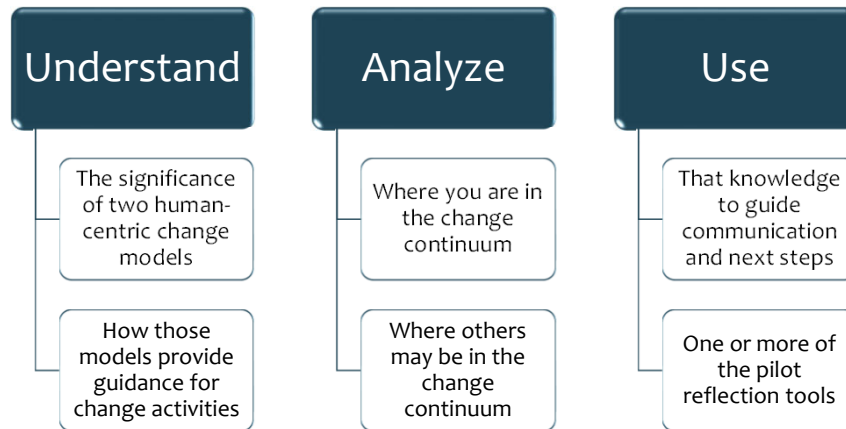 Understand
The significance
of two human-
centric change
models
How those
models provide
guidance for
change activities
Analyze
Where you are in
the change
continuum
Where others
may be in the
change
continuum
Use
That knowledge
to guide
communication
and next steps
One or more of
the pilot
reflection tools